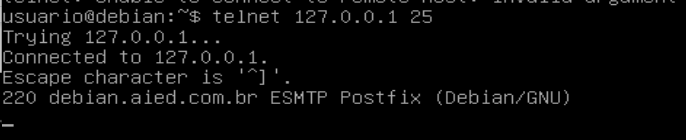 telnet: Unable to connect to remote host: Invalid argument
usuario@debian:~$ telnet 127.0.0.1 25
Trying 127.0.0.1...
Connected to 127.0.0.1.
Escape character is '^]'.
220 debian.aied.com.br ESMTP Postfix (Debian/GNU)
_